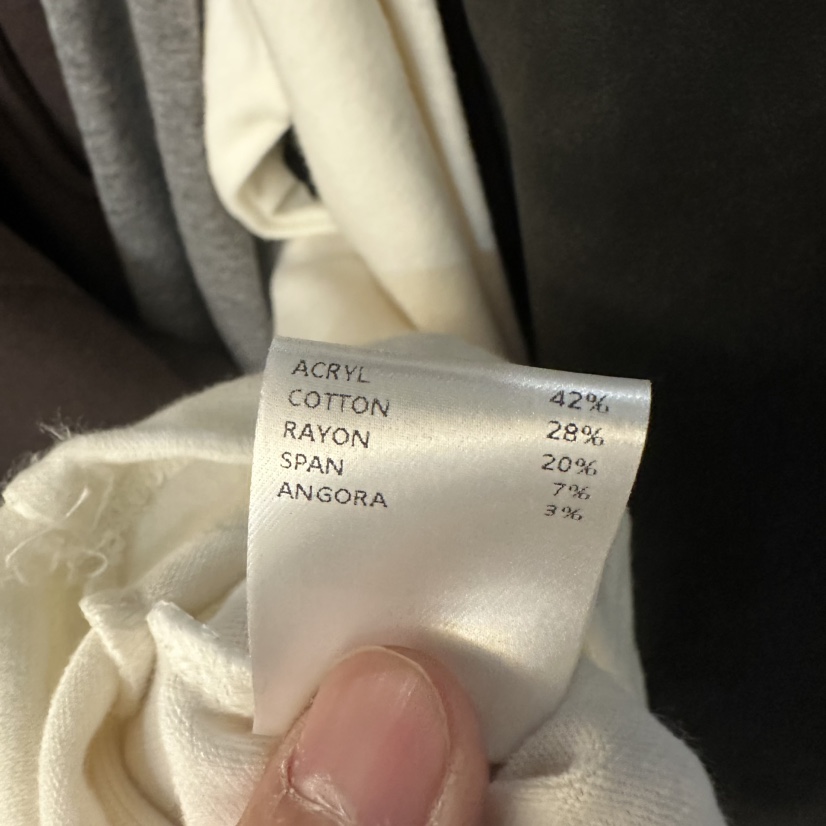 ACRYL 42%
COTTON 28%
RAYON 20%
SPAN 7%
ANGORA 3%